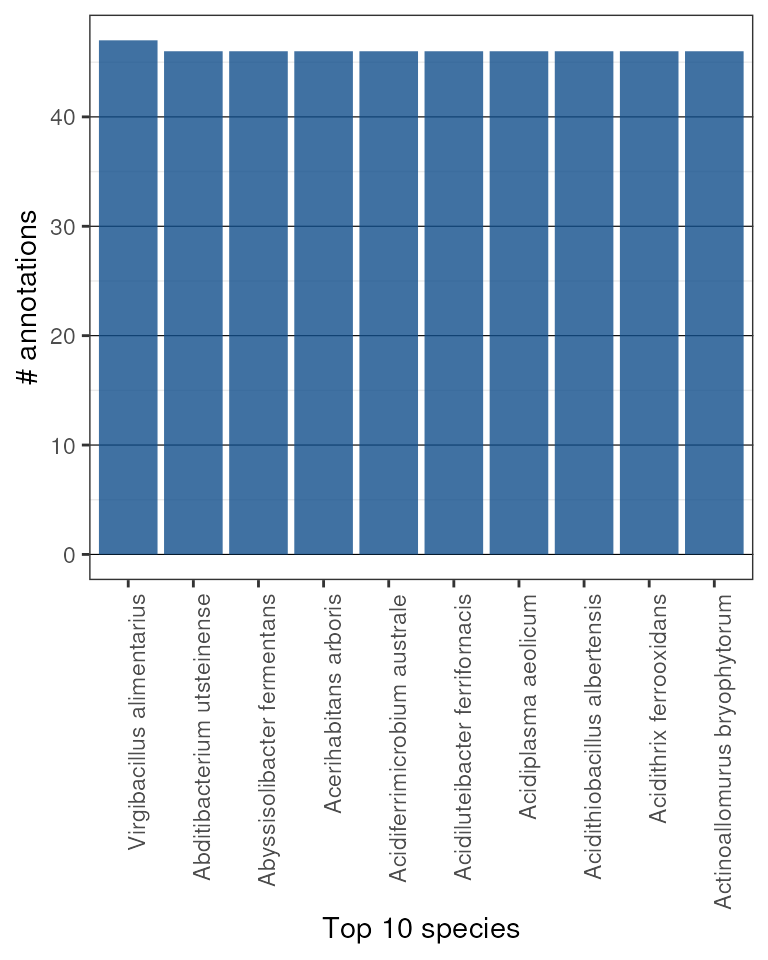 # annotations
40
30
20
10
0
Virgibacillus alimentarius
Abditibacterium utsteinense
Abyssisolibacter fermentans
Acerihabitans arboris
Acidiferrimicrobium australe
Acidiluteibacter ferrifornacis
Acidiplasma aeolicum
Acidithiobacillus albertensis
Acidithrix ferrooxidans
Actinoallomurus bryophytorum
Top 10 species